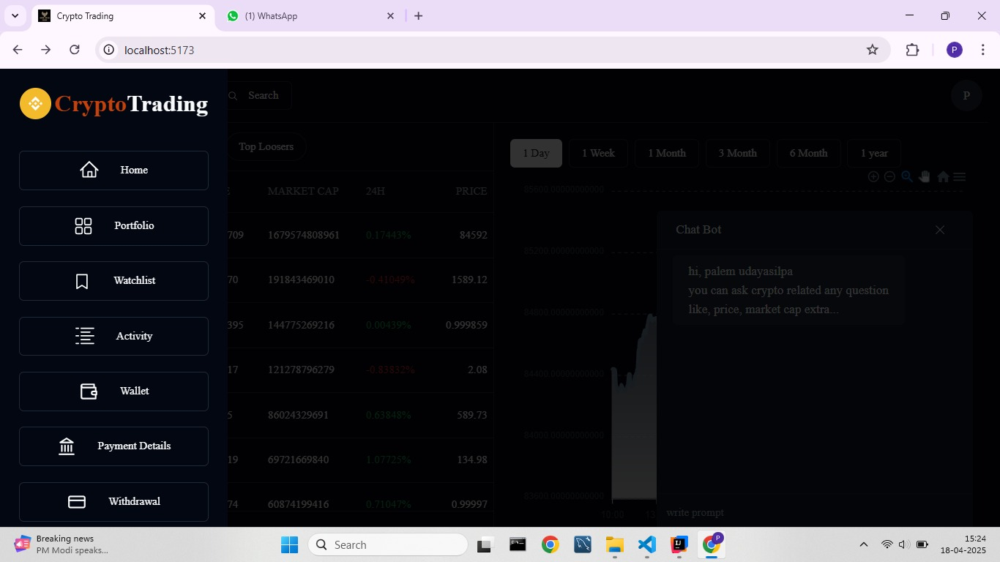 Crypto Trading
(1) WhatsApp
localhost:5173
P
CryptoTrading
Search
P
Home
Portfolio
Watchlist
Activity
Wallet
Payment Details
Withdrawal
Top Loosers
MARKET CAP 24H PRICE
709 1679574808961 0.17443% 84592
70 191843469010 -0.41049% 1589.12
395 144775269216 0.00439% 0.999859
17 121278796279 -0.83832% 2.08
5 86024329691 0.63848% 589.73
19 69721669840 1.07725% 134.98
74 60874199416 0.71047% 0.99997
1 Day 1 Week 1 Month 3 Month 6 Month 1 year
85600.00000000000
85200.00000000000
84800.00000000000
84400.00000000000
84000.00000000000
83600.00000000000
10:00 13
Chat Bot
hi, palem udayasilpa
you can ask crypto related any question
like, price, market cap extra...
write prompt
Breaking news
PM Modi speaks...
Search
P
15:24
18-04-2025